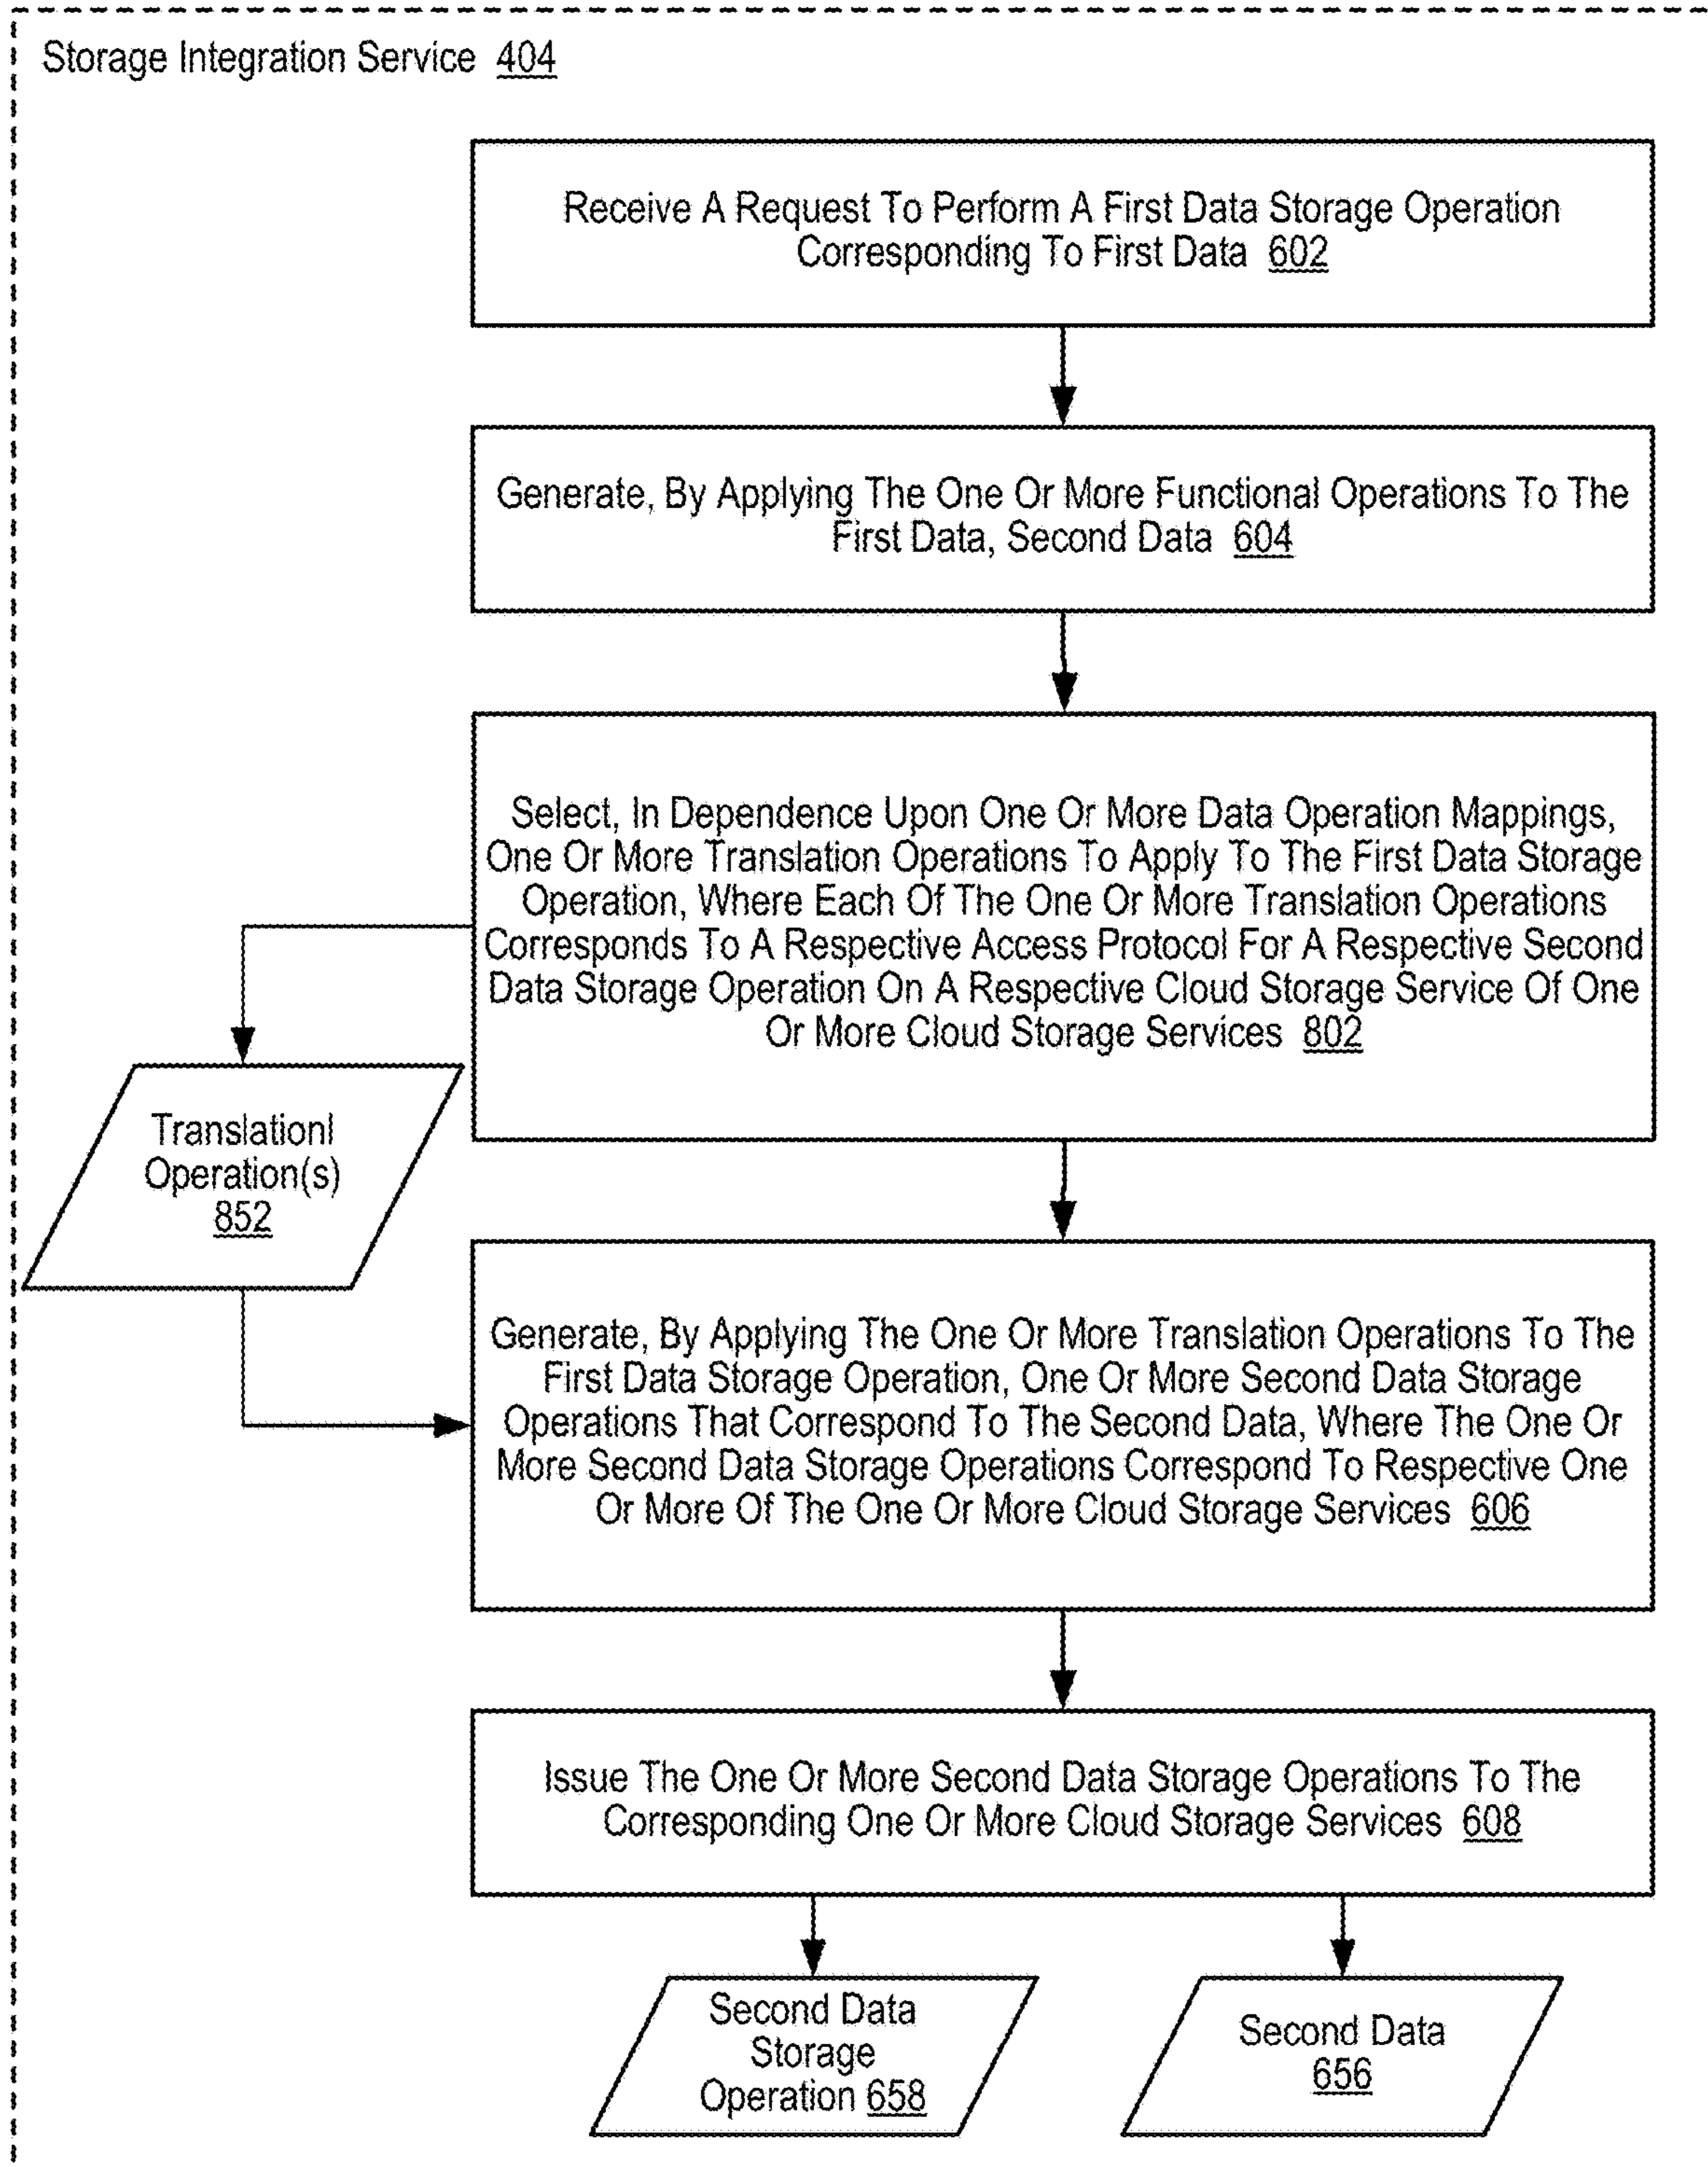 Storage Integration Service 404
Receive A Request To Perform A First Data Storage Operation
Corresponding To First Data 602
Generate, By Applying The One Or More Functional Operations To The
First Data, Second Data 604
Select, In Dependence Upon One Or More Data Operation Mappings,
One Or More Translation Operations To Apply To The First Data Storage
Operation, Where Each Of The One Or More Translation Operations
Corresponds To A Respective Access Protocol For A Respective Second
Data Storage Operation On A Respective Cloud Storage Service Of One
Or More Cloud Storage Services 802
Translationl
Operation(s)
852
Generate, By Applying The One Or More Translation Operations To The
First Data Storage Operation, One Or More Second Data Storage
Operations That Correspond To The Second Data, Where The One Or
More Second Data Storage Operations Correspond To Respective One
Or More Of The One Or More Cloud Storage Services 606
Issue The One Or More Second Data Storage Operations To The
Corresponding One Or More Cloud Storage Services 608
Second Data
Storage
Operation 658
Second Data
656